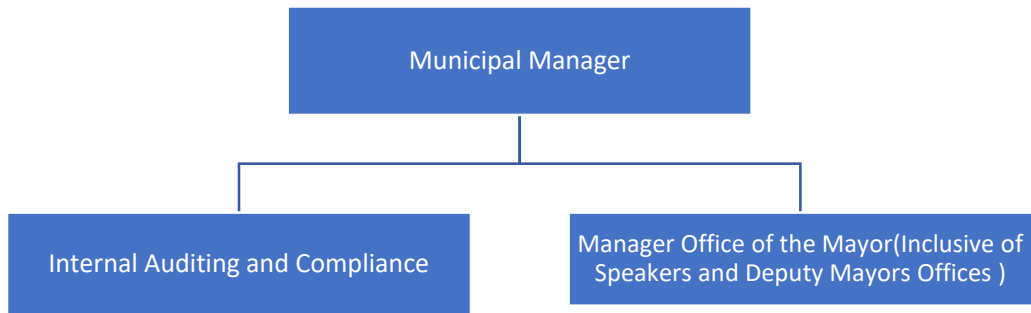 Municipal Manager
Internal Auditing and Compliance
Manager Office of the Mayor(Inclusive of
Speakers and Deputy Mayors Offices )